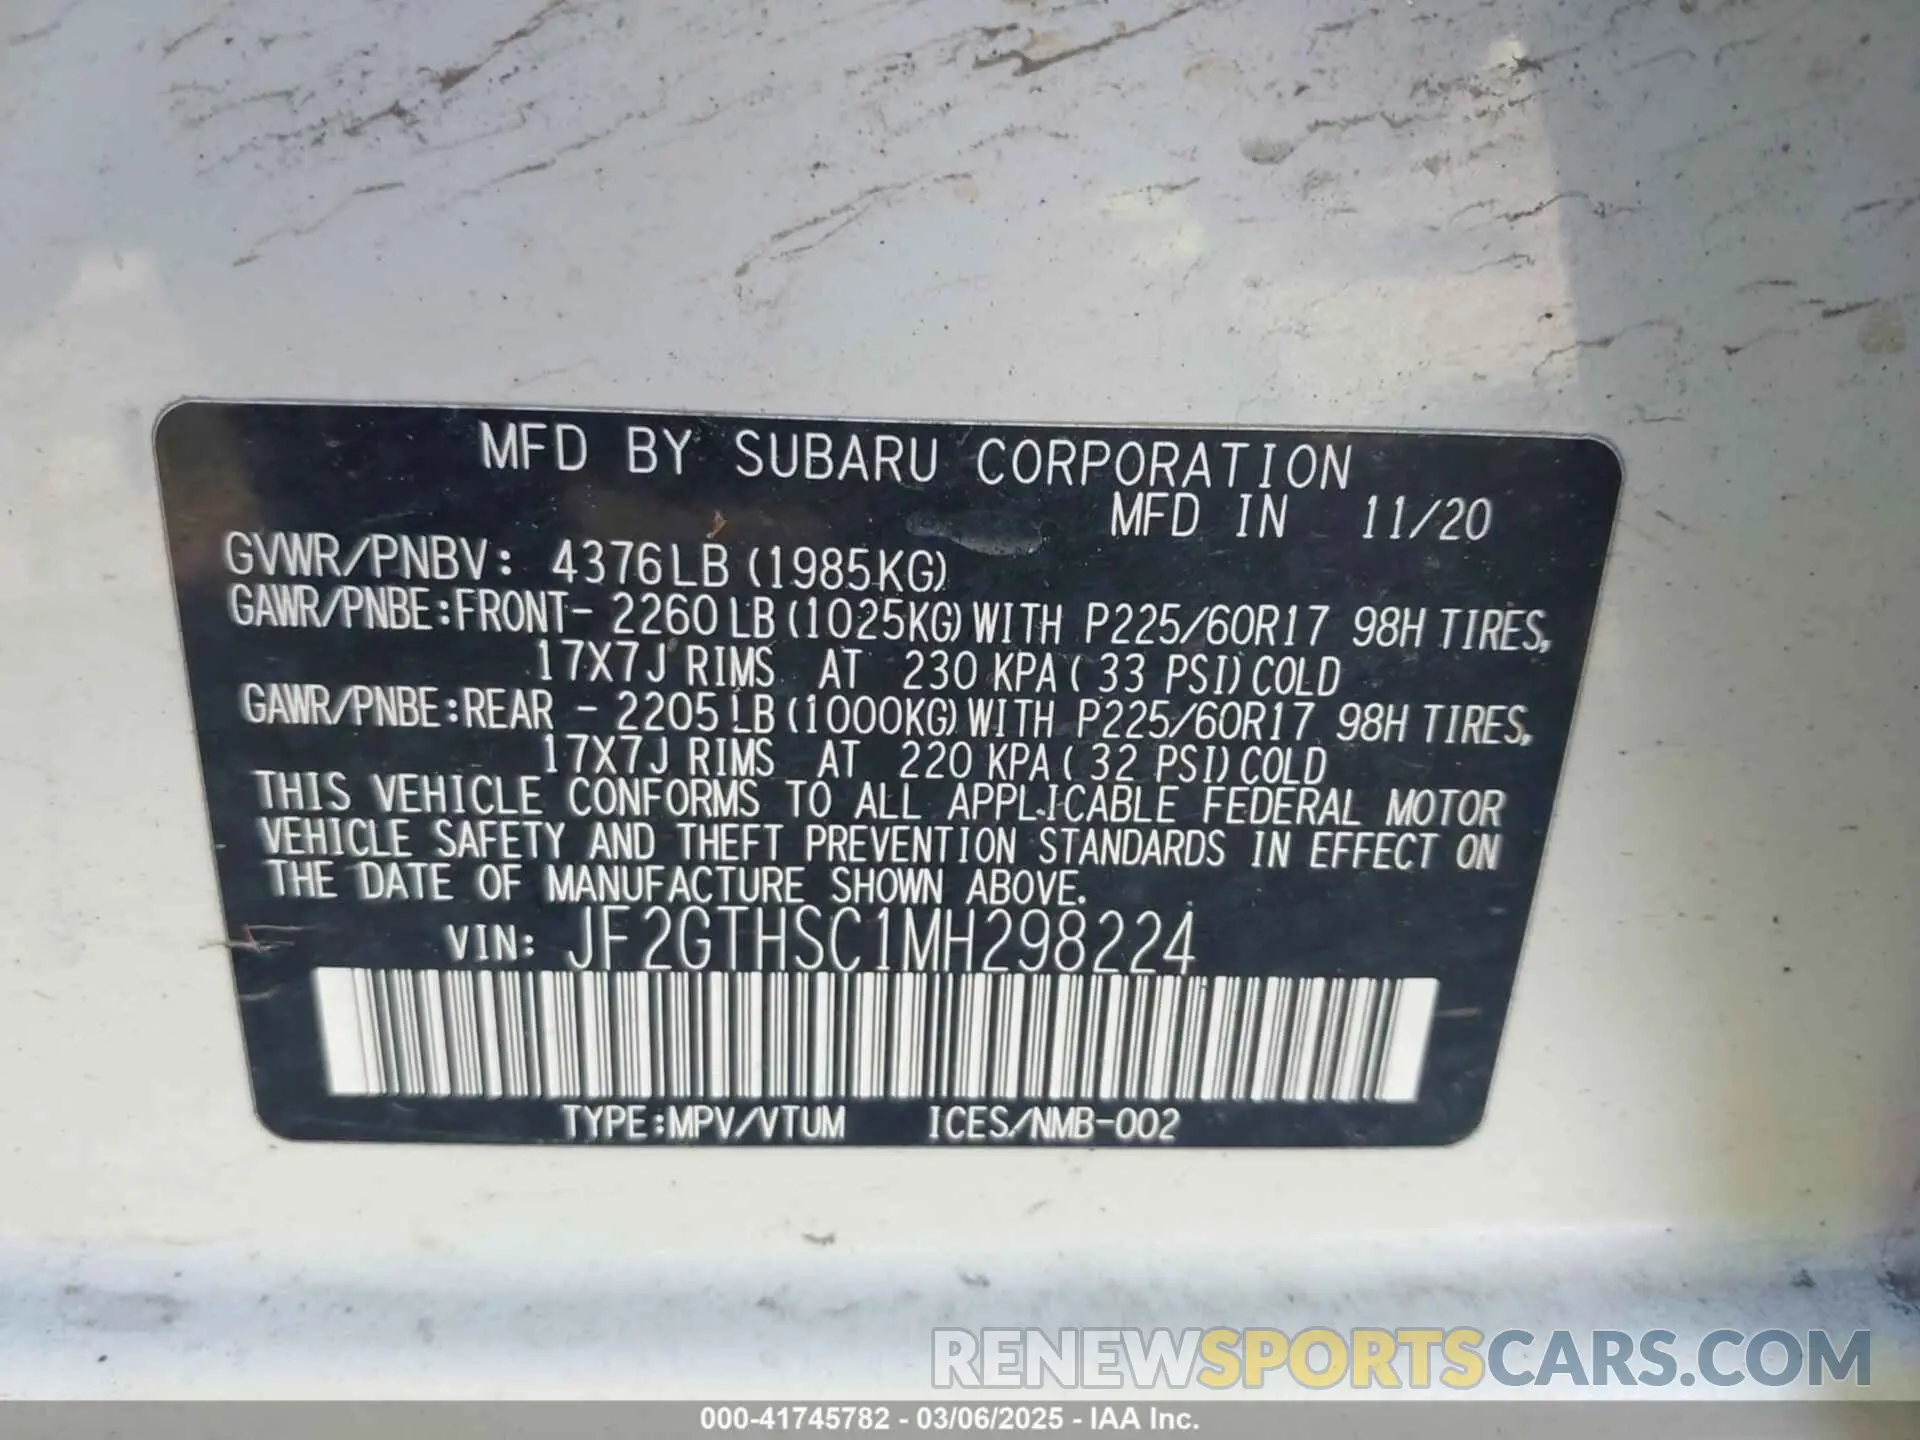 MFD BY SUBARU CORPORATION
MFD IN 11/20
GVWR/PNBV: 4376LB (1985KG)
GAWR/PNBE:FRONT- 2260LB(1025KG)WITH P225/60R17 98H TIRES,
17X7J RIMS AT 230 KPA( 33 PSI)COLD
GAWR/PNBE:REAR - 2205LB(1000KG)WITH P225/60R17 98H TIRES,
17X7J RIMS AT 220 KPA( 32 PSI)COLD
THIS VEHICLE CONFORMS TO ALL APPLICABLE FEDERAL MOTOR
VEHICLE SAFETY AND THEFT PREVENTION STANDARDS IN EFFECT ON
THE DATE OF MANUFACTURE SHOWN ABOVE.
VIN: JF2GTHSC1MH298224
TYPE:MPV/VTUM ICES/NMB-002
RENEWSPORTSCARS.COM
000-41745782 - 03/06/2025 - IAA Inc.